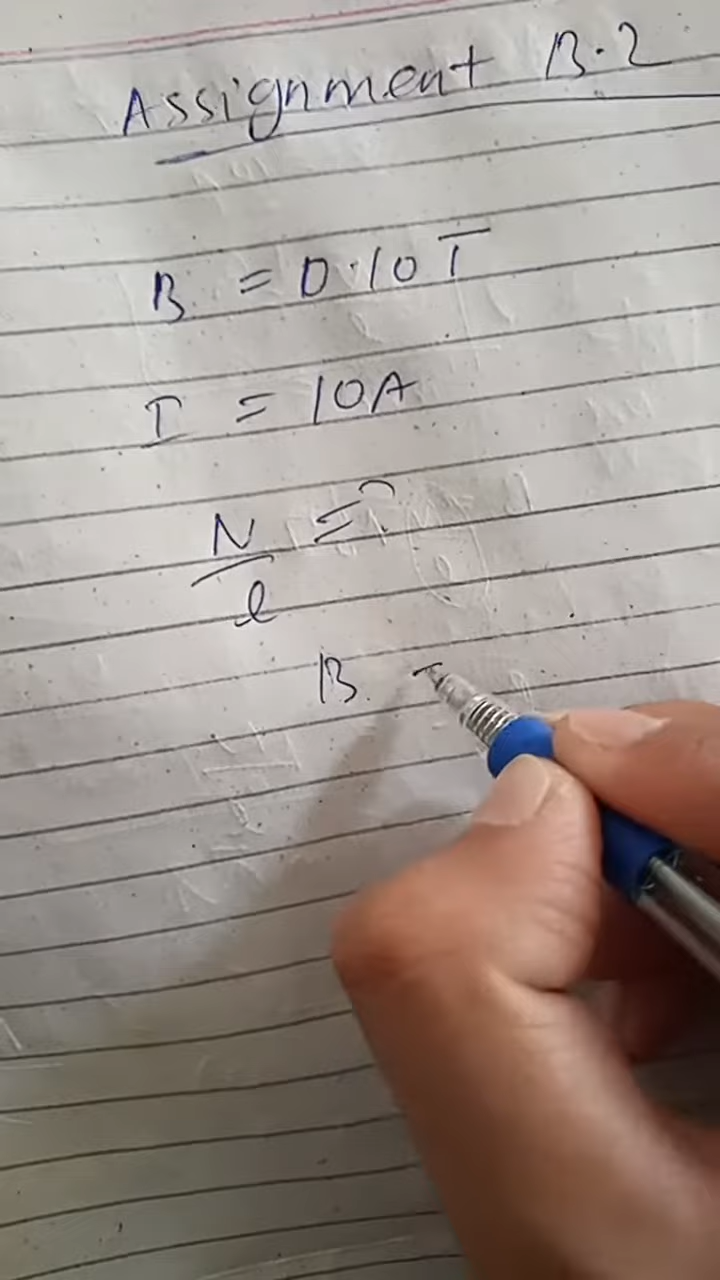 Assignment B.2
B = 0.10 T
I = 10A
N = ?
l
B